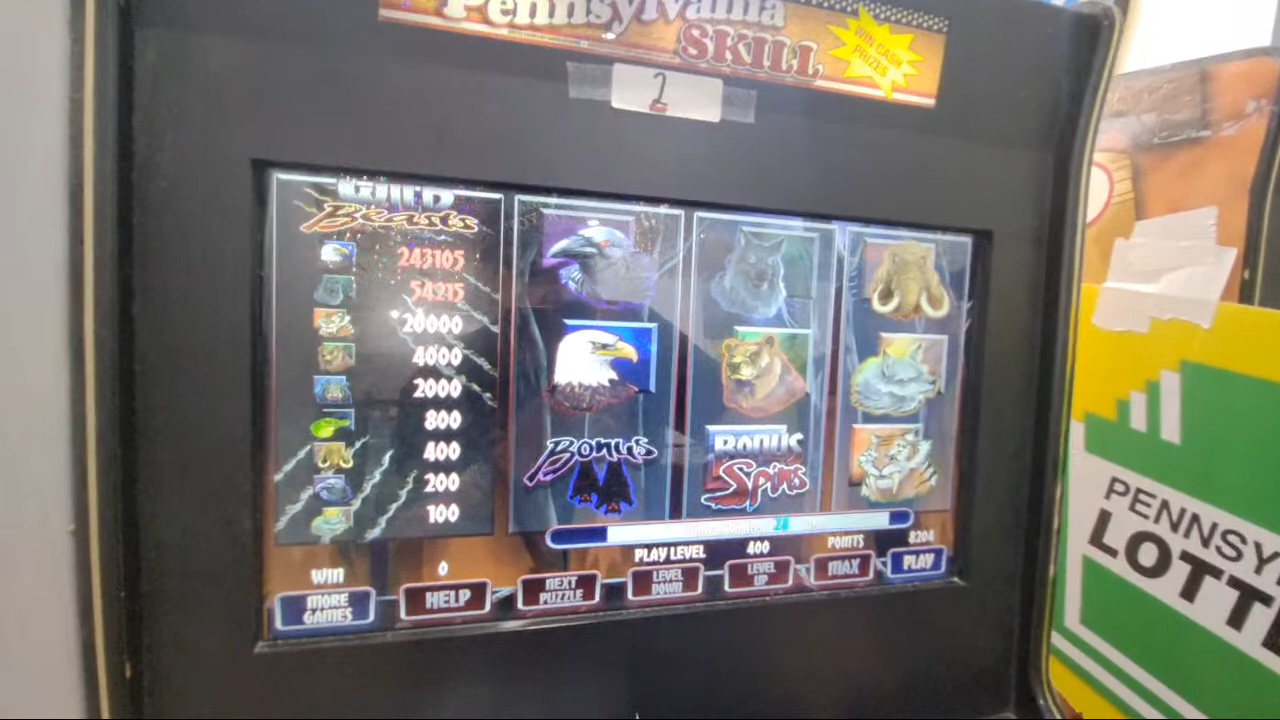 Pennsylvania
SKILL
WIN CASH
PRIZES
2
WILD
Beasts
243105
54215
20000
4000
2000
800
400
200
100
Bonus
BONUS
Spins
WIN
0
PLAY LEVEL
400
POINTS
8204
MORE
GAMES
HELP
NEXT
PUZZLE
LEVEL
DOWN
LEVEL
UP
MAX
PLAY
PENNSY
LOTT